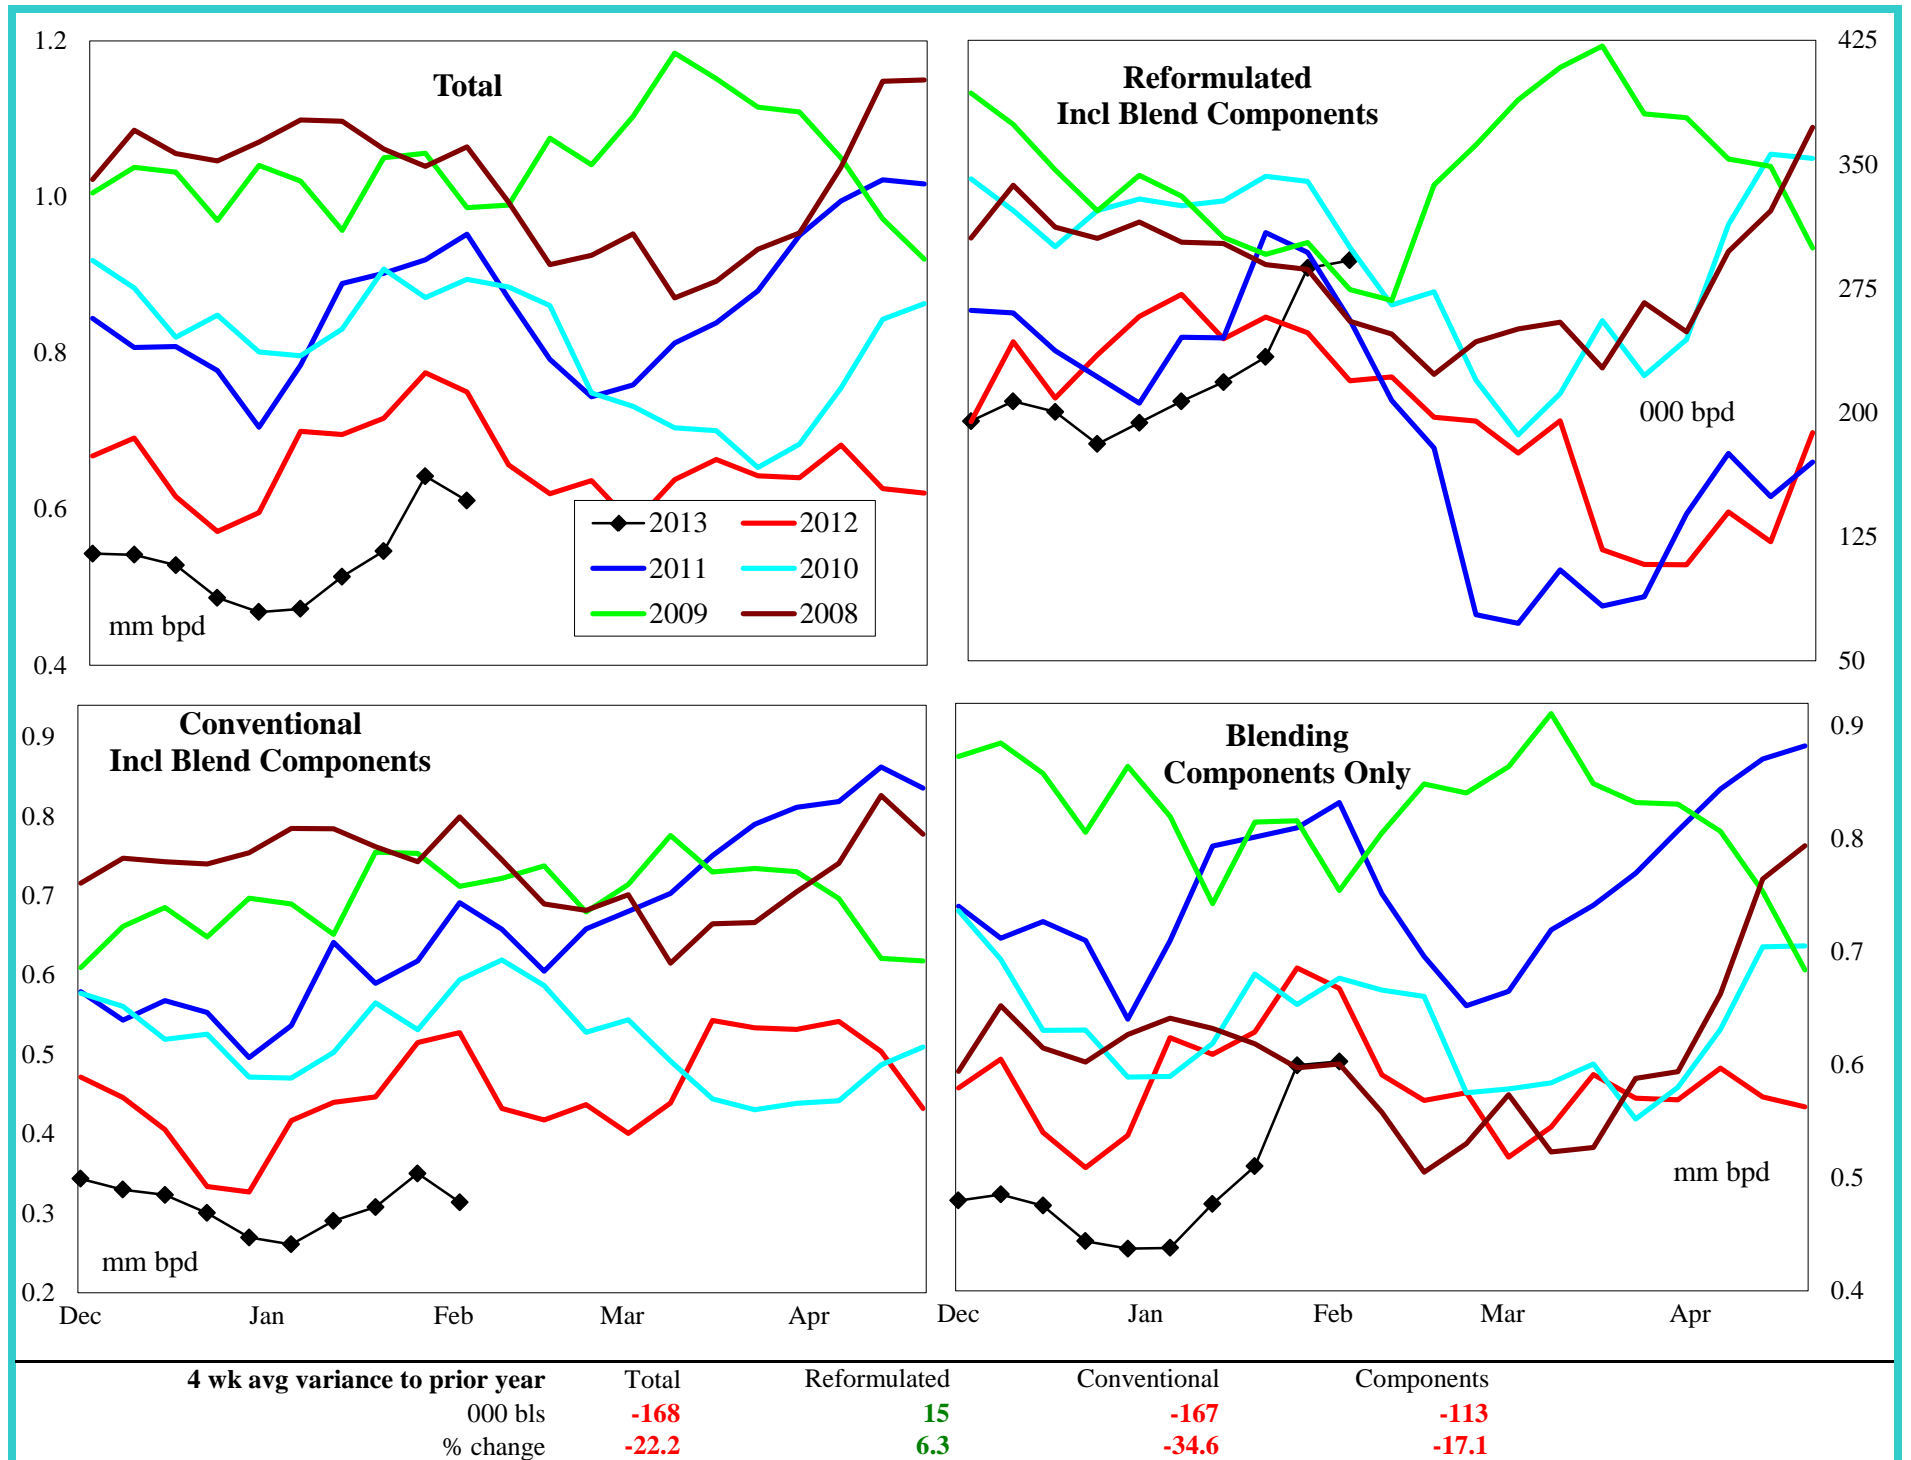 Total
1.2
1.0
0.8
0.6
0.4
mm bpd
2013
2012
2011
2010
2009
2008
Reformulated
Incl Blend Components
425
350
275
200
125
50
000 bpd
Conventional
Incl Blend Components
0.9
0.8
0.7
0.6
0.5
0.4
0.3
0.2
mm bpd
Dec Jan Feb Mar Apr
Blending
Components Only
0.9
0.8
0.7
0.6
0.5
0.4
mm bpd
Dec Jan Feb Mar Apr
4 wk avg variance to prior year Total Reformulated Conventional Components
000 bls -168 15 -167 -113
% change -22.2 6.3 -34.6 -17.1